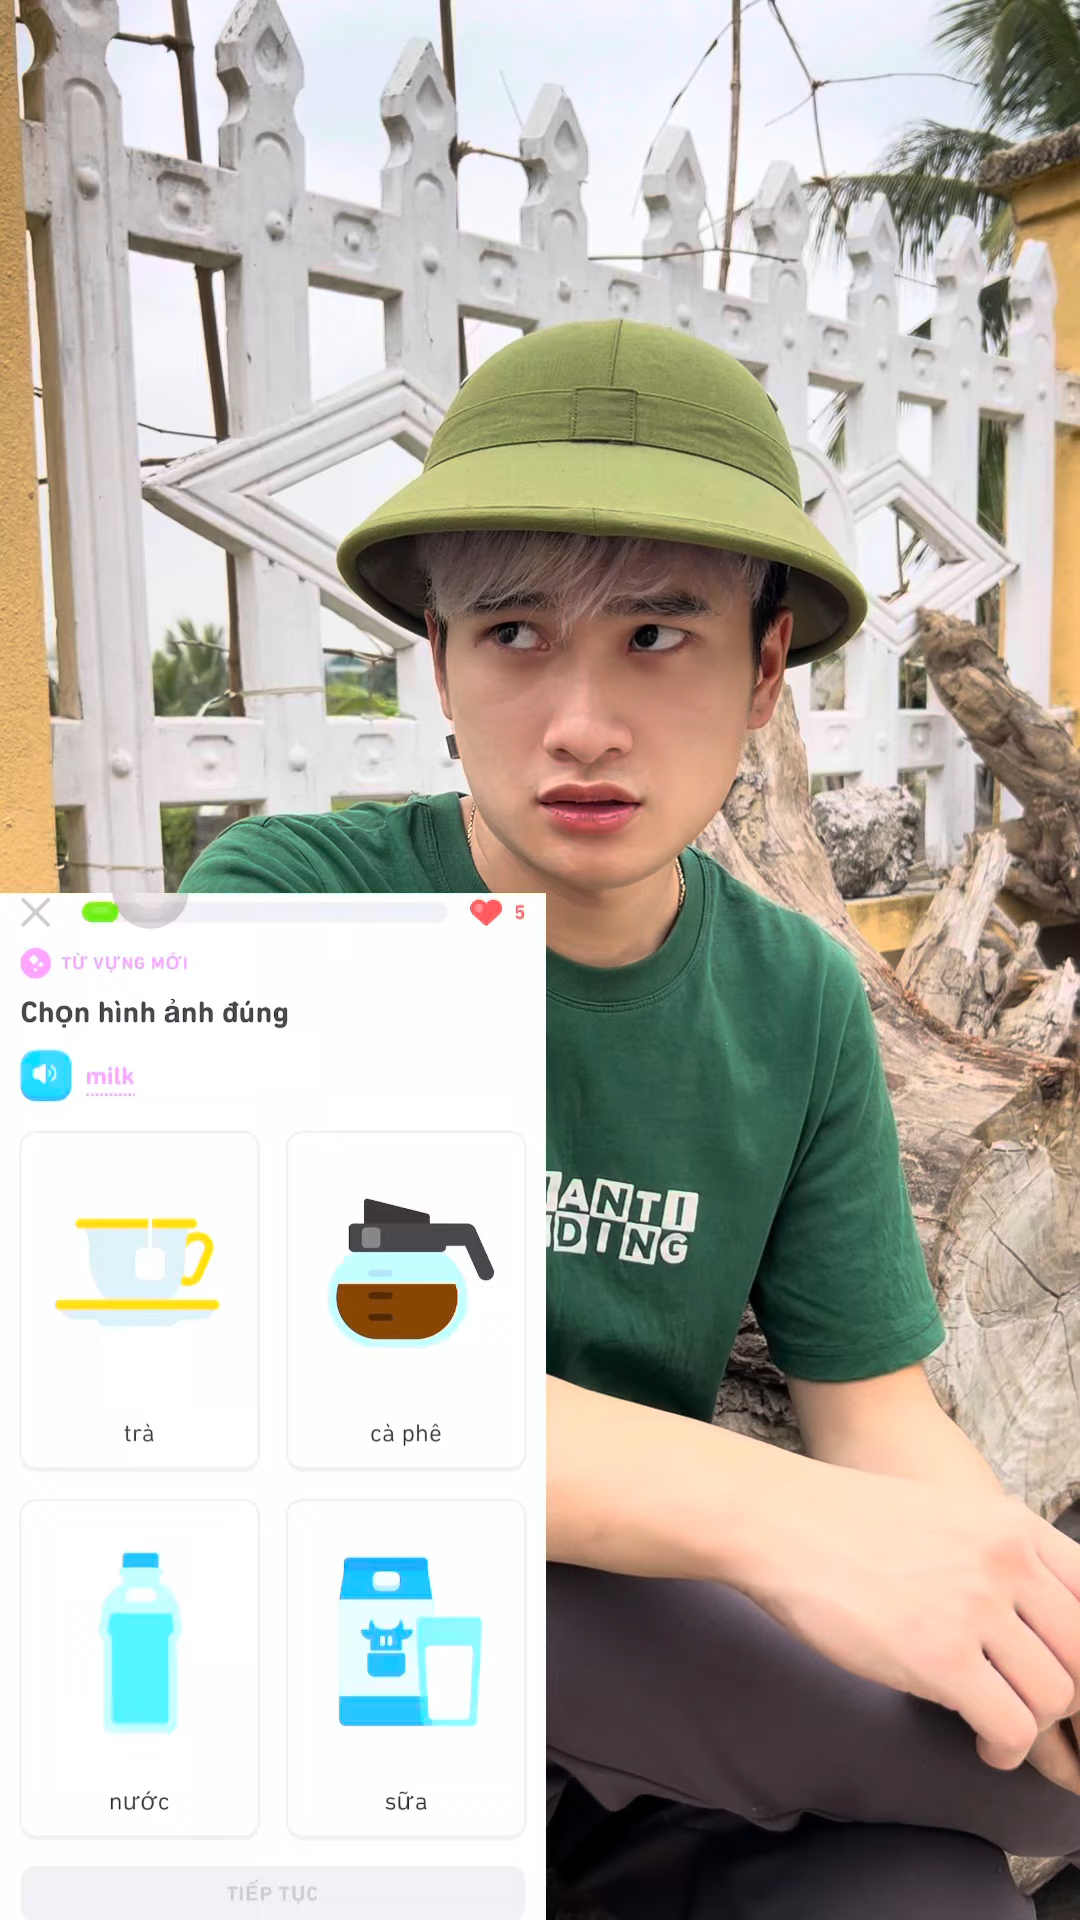 ANTI
DING
5
TỪ VỰNG MỚI
Chọn hình ảnh đúng
milk
trà
cà phê
nước
sữa
TIẾP TỤC